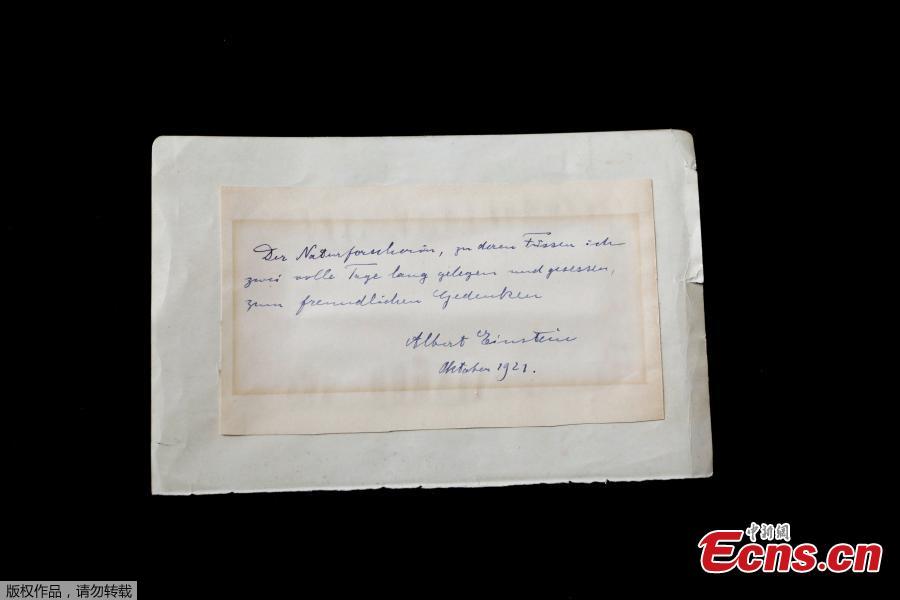 Der Naturforscherin, zu deren Füssen ich
zwei volle Tage lang gelegen und gesessen,
zum freundlichen Gedenken
Albert Einstein
Oktober 1921.
中新網
Ecns.cn
版权作品，请勿转载